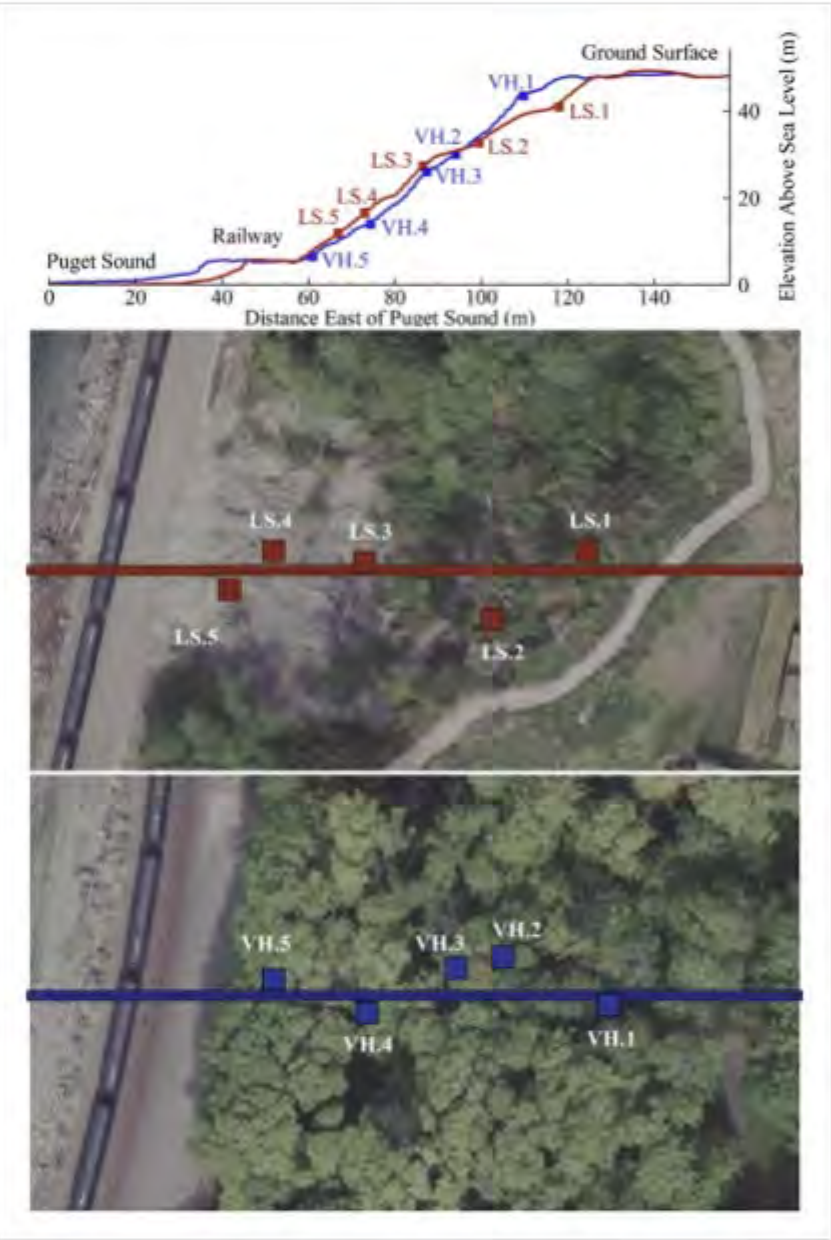 Ground Surface
VH.1
40
LS.1
VH.2
LS.2
LS.3
VH.3
LS.4
20
LS.5
VH.4
Railway
Puget Sound
VH.5
0
0 20 40 60 80 100 120 140
Distance East of Puget Sound (m)
Elevation Above Sea Level (m)
LS.4
LS.3
LS.1
LS.5
LS.2
VH.5
VH.3
VH.2
VH.4
VH.1